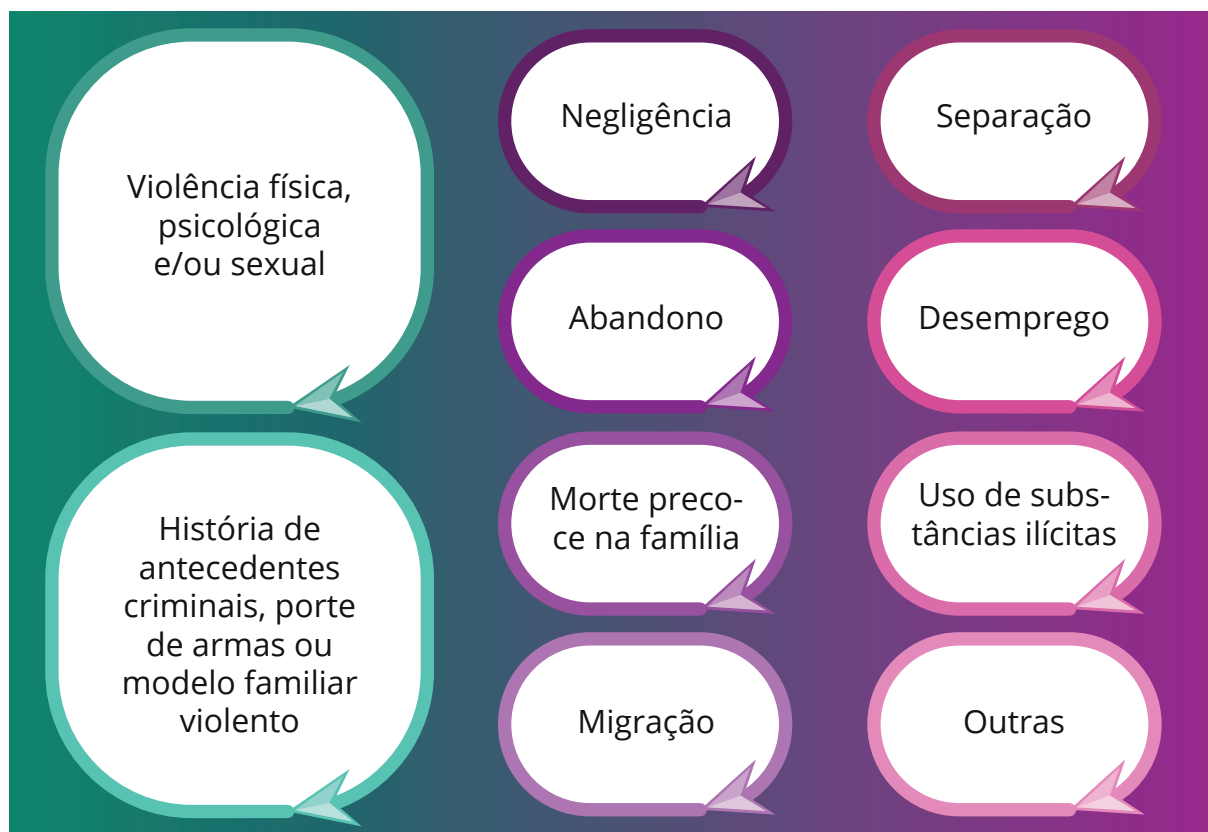 Violência física,
psicológica
e/ou sexual
História de
antecedentes
criminais, porte
de armas ou
modelo familiar
violento
Negligência
Abandono
Morte preco-
ce na família
Migração
Separação
Desemprego
Uso de subs-
tâncias ilícitas
Outras